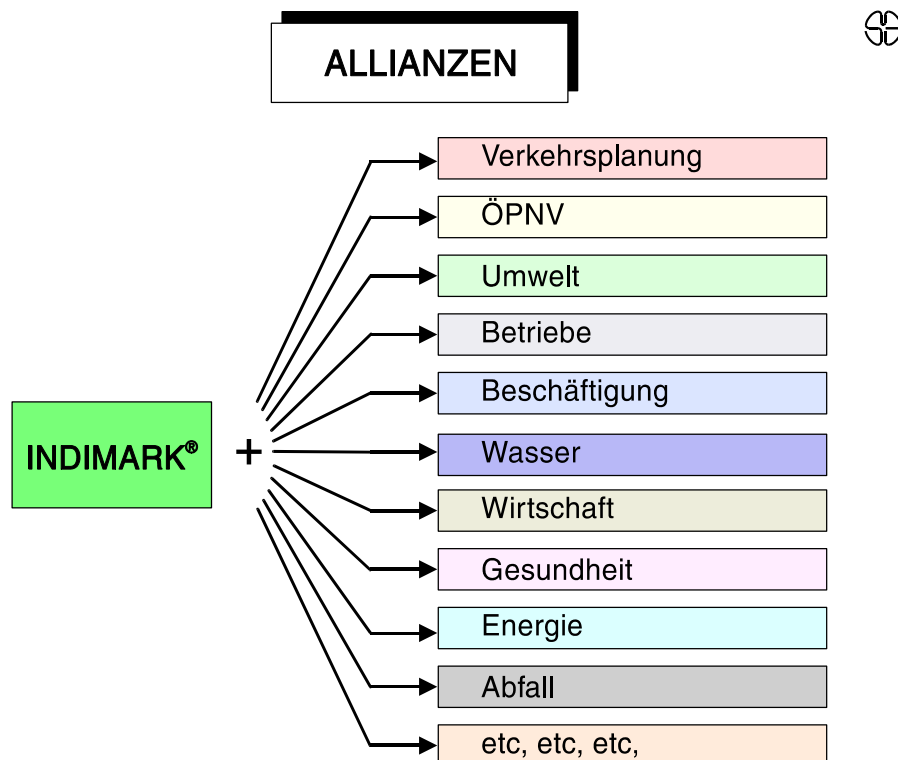 ALLIANZEN
Verkehrsplanung
ÖPNV
Umwelt
Betriebe
Beschäftigung
INDIMARK® +
Wasser
Wirtschaft
Gesundheit
Energie
Abfall
etc, etc, etc,